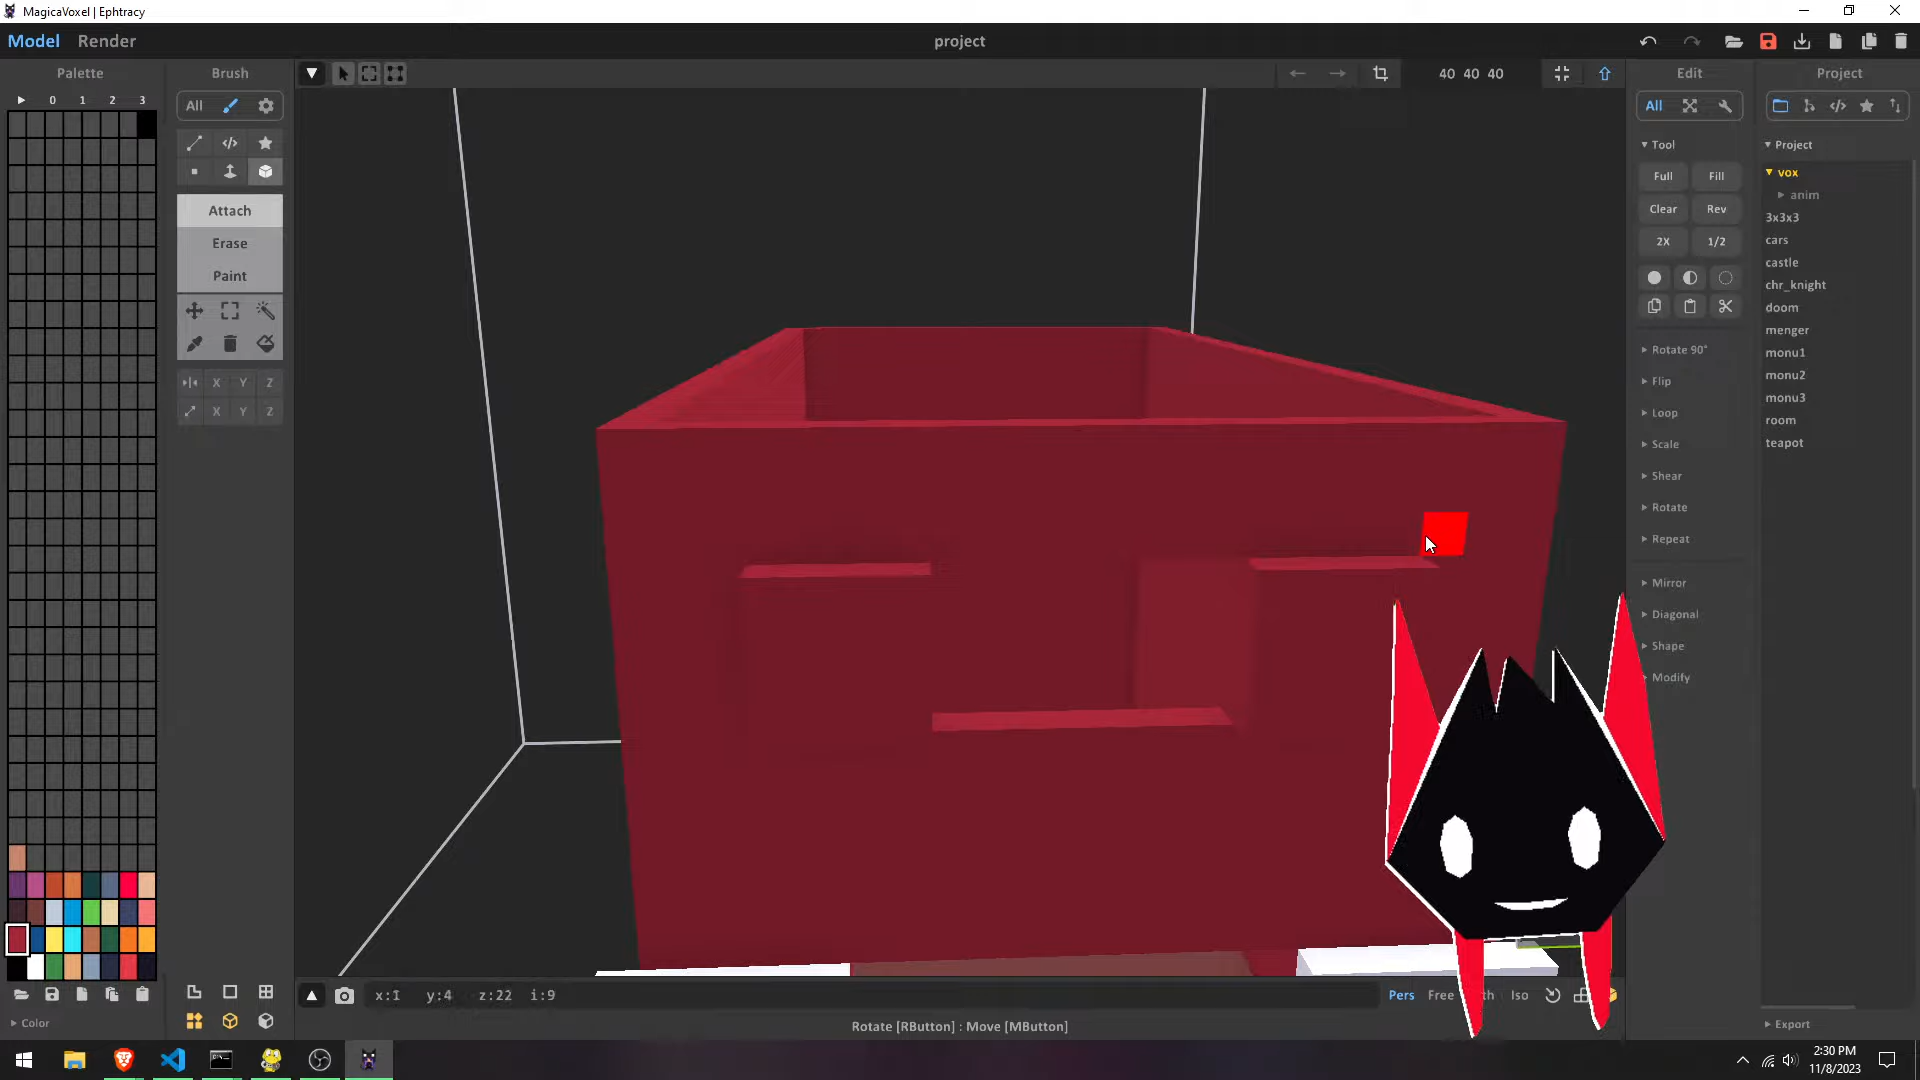 MagicaVoxel | Ephtracy
Model Render
project
Palette
0 1 2 3
Brush
All
Attach
Erase
Paint
X Y Z
X Y Z
40 40 40
Edit
All
Tool
Full Fill
Clear Rev
2X 1/2
Rotate 90°
Flip
Loop
Scale
Shear
Rotate
Repeat
Mirror
Diagonal
Shape
Modify
Project
Project
vox
anim
3x3x3
cars
castle
chr_knight
doom
menger
monu1
monu2
monu3
room
teapot
Export
Color
x:1 y:4 z:22 i:9
Pers Free Iso
Rotate [RButton] : Move [MButton]
2:30 PM
11/8/2023